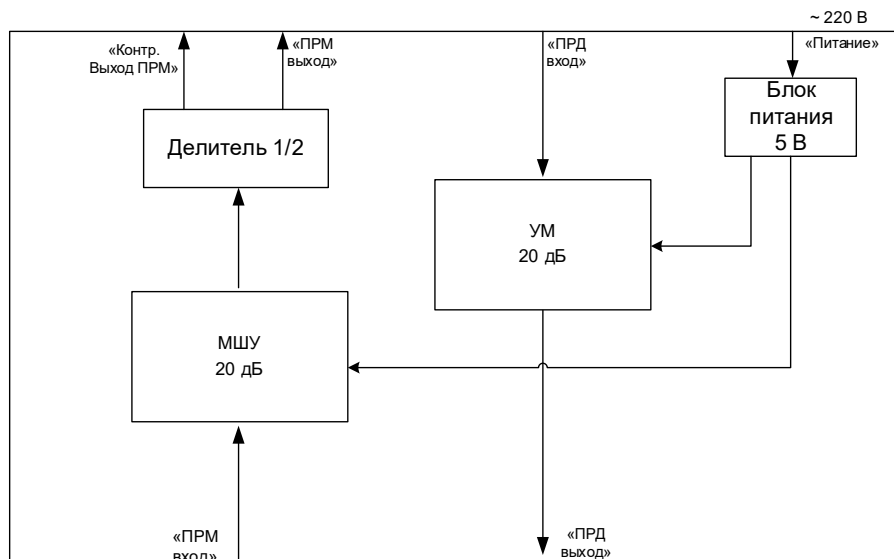 ~ 220 В
«Контр.
Выход ПРМ»
«ПРМ
выход»
«ПРД
вход»
«Питание»
Блок
питания
5 В
Делитель 1/2
УМ
20 дБ
МШУ
20 дБ
«ПРМ
вход»
«ПРД
выход»